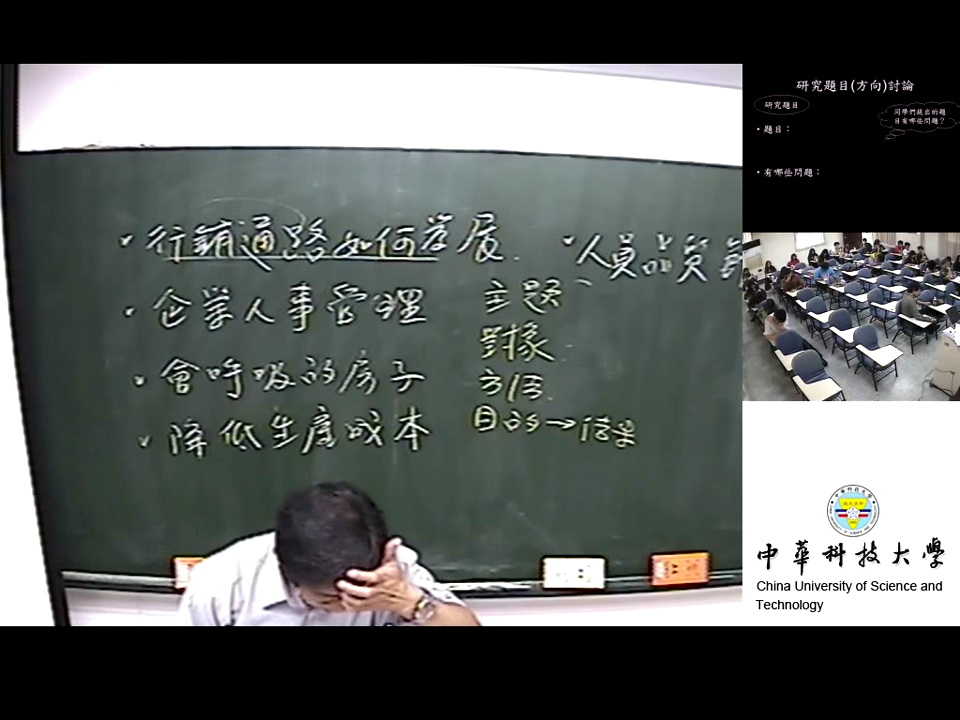 • 行銷通路如何發展
• 企業人事管理
• 會呼吸的房子
• 降低生產成本
• 人員品質
主題
對像
方法
目的→結果
研究題目(方向)討論
研究題目
同學們提出的題
目有哪些問題？
• 題目：
• 有哪些問題：
中華科技大學
China University of Science and
Technology